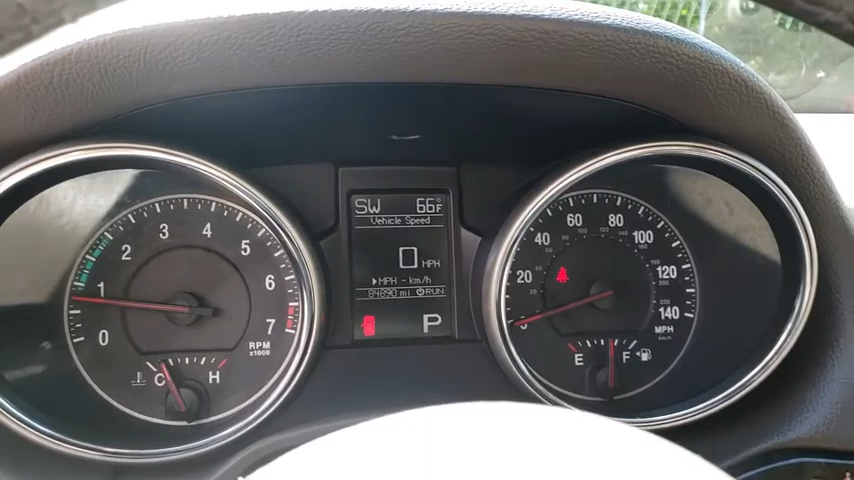 SW 66°F
Vehicle Speed
0 MPH
MPH - km/h
84890 mi RUN
P
0 1 2 3 4 5 6 7
RPM
x1000
C H
20 40 60 80 100 120 140
MPH
km/h
E F